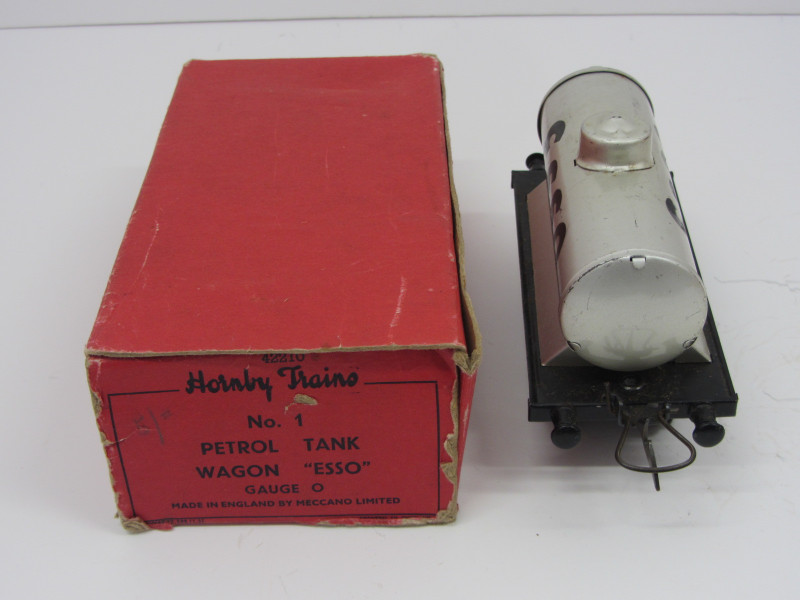 42210
Hornby Trains
No. 1
PETROL TANK
WAGON "ESSO"
GAUGE O
MADE IN ENGLAND BY MECCANO LIMITED